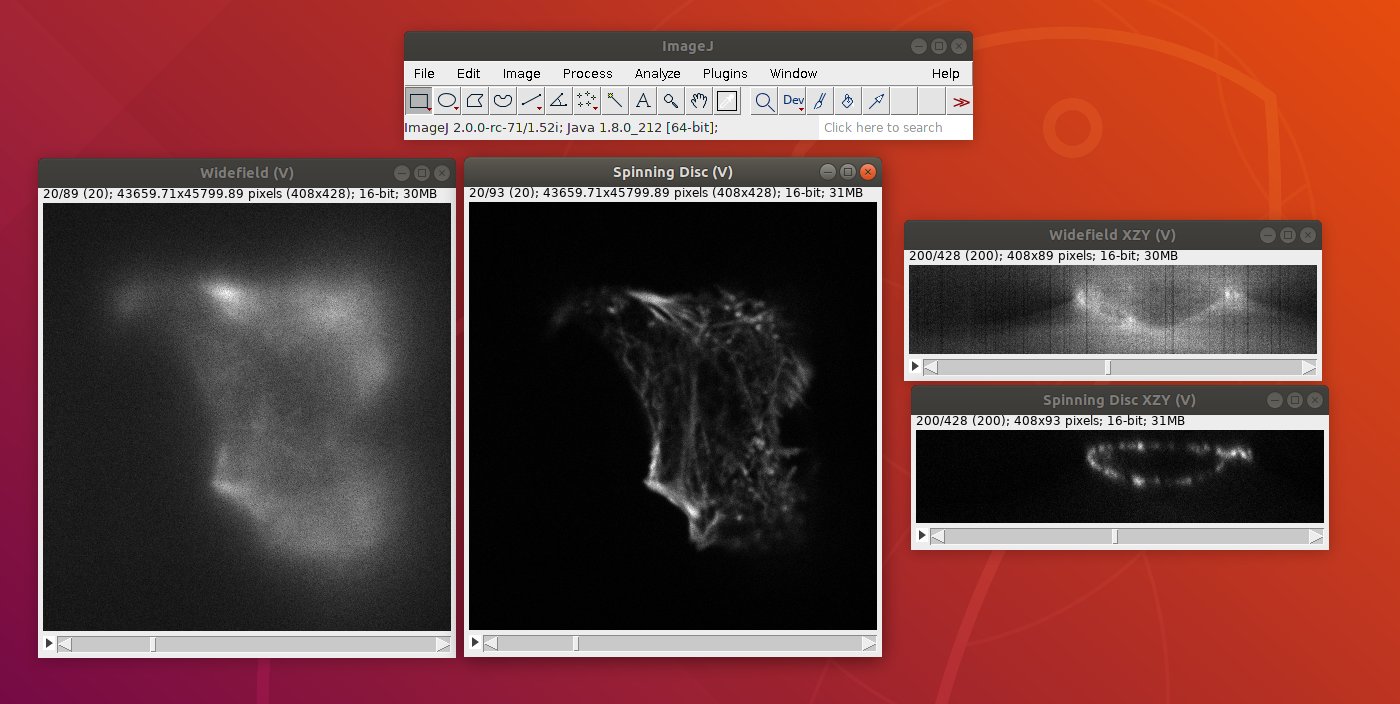 ImageJ
File Edit Image Process Analyze Plugins Window Help
A Dev
ImageJ 2.0.0-rc-71/1.52i; Java 1.8.0_212 [64-bit]; Click here to search
Widefield (V)
20/89 (20); 43659.71x45799.89 pixels (408x428); 16-bit; 30MB
Spinning Disc (V)
20/93 (20); 43659.71x45799.89 pixels (408x428); 16-bit; 31MB
Widefield XZY (V)
200/428 (200); 408x89 pixels; 16-bit; 30MB
Spinning Disc XZY (V)
200/428 (200); 408x93 pixels; 16-bit; 31MB